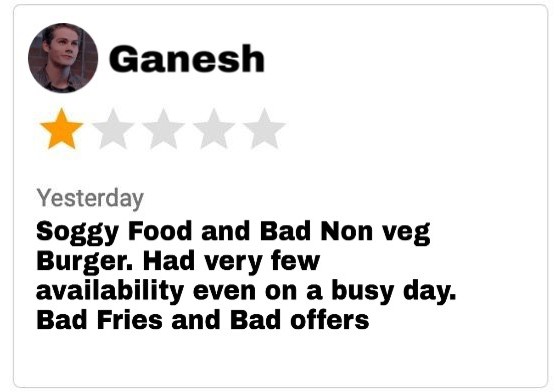 Ganesh
Yesterday
Soggy Food and Bad Non veg
Burger. Had very few
availability even on a busy day.
Bad Fries and Bad offers